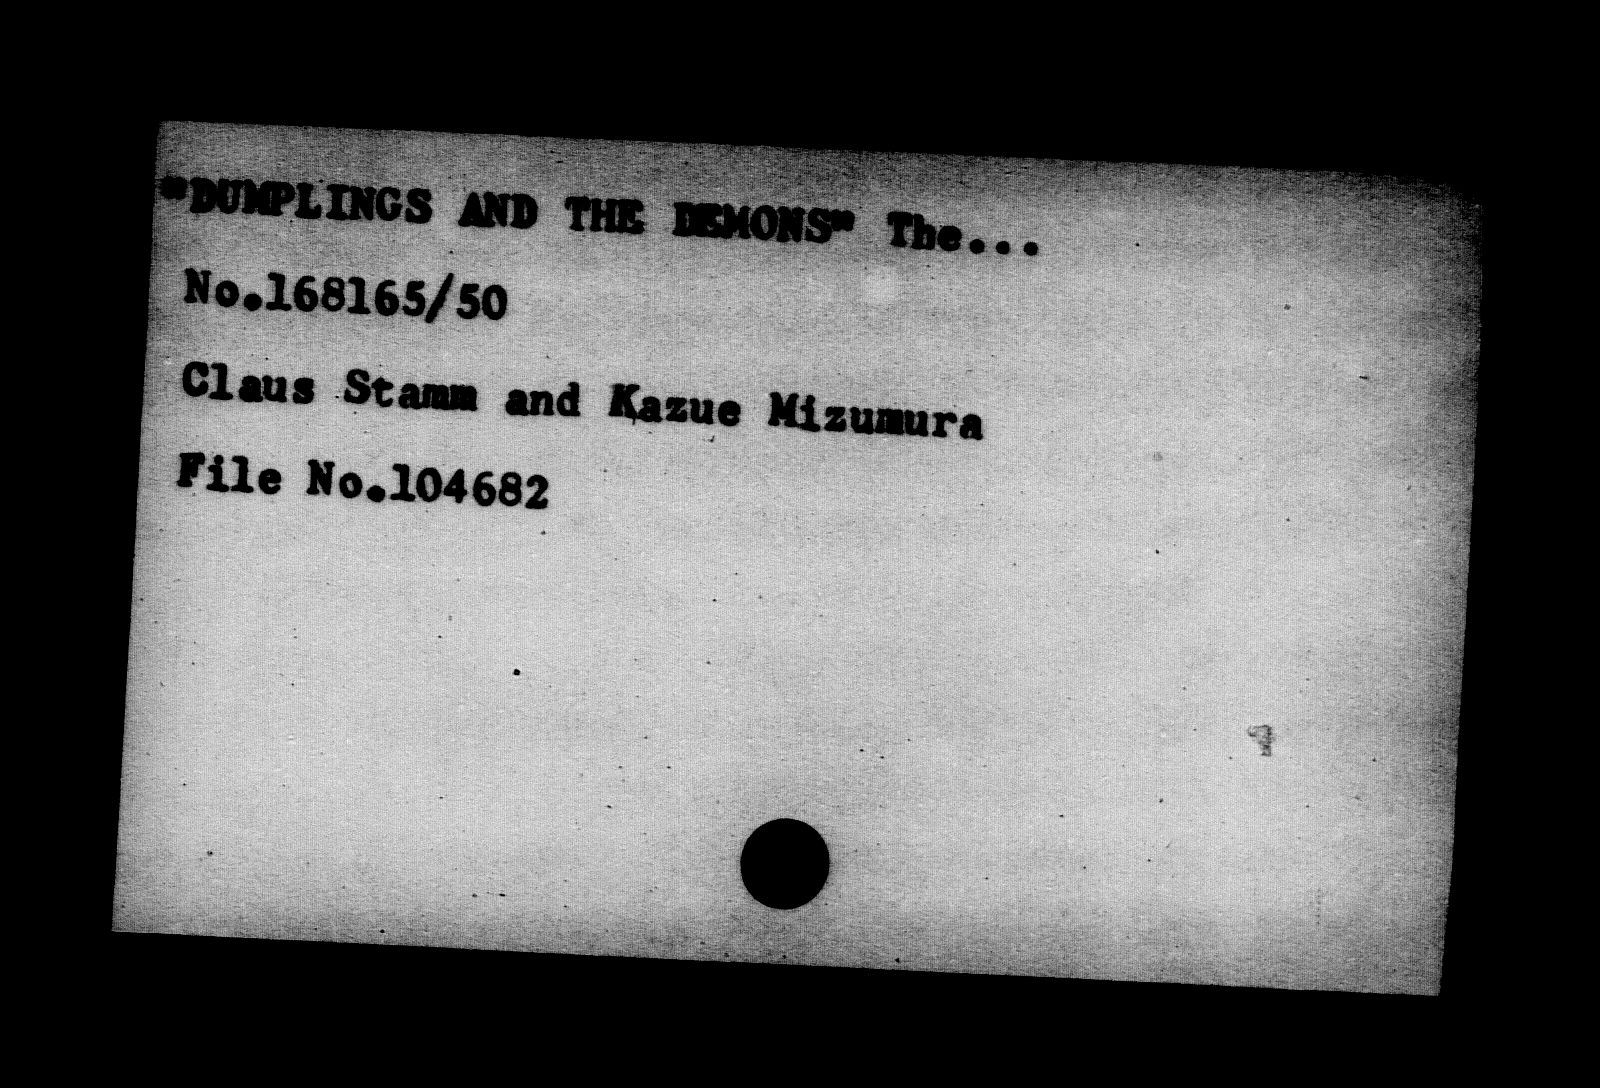 "DUMPLINGS AND THE DEMONS" The...
No.168165/50
Claus Stamm and Kazue Mizumura
File No.104682